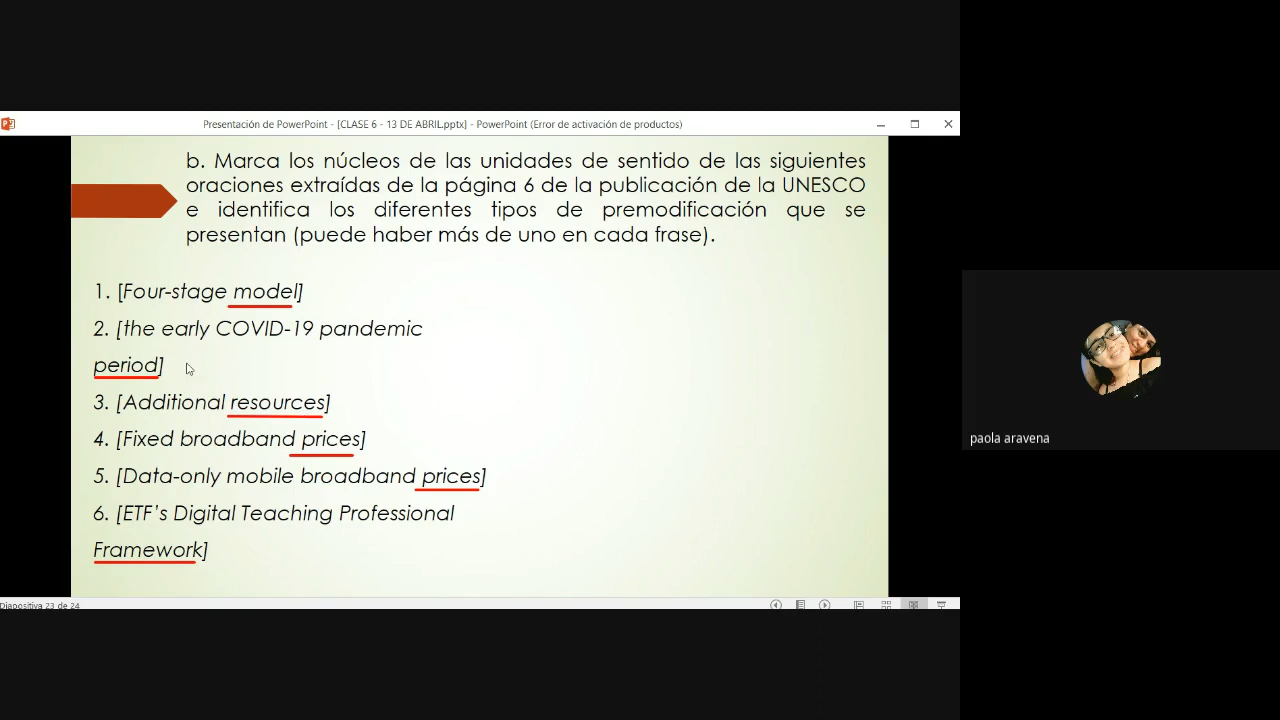 Presentación de PowerPoint - [CLASE 6 - 13 DE ABRIL.pptx] - PowerPoint (Error de activación de productos)
b. Marca los núcleos de las unidades de sentido de las siguientes
oraciones extraídas de la página 6 de la publicación de la UNESCO
e identifica los diferentes tipos de premodificación que se
presentan (puede haber más de uno en cada frase).
1. [Four-stage model]
2. [the early COVID-19 pandemic
period]
3. [Additional resources]
4. [Fixed broadband prices]
5. [Data-only mobile broadband prices]
6. [ETF’s Digital Teaching Professional
Framework]
paola aravena
Diapositiva 23 de 24